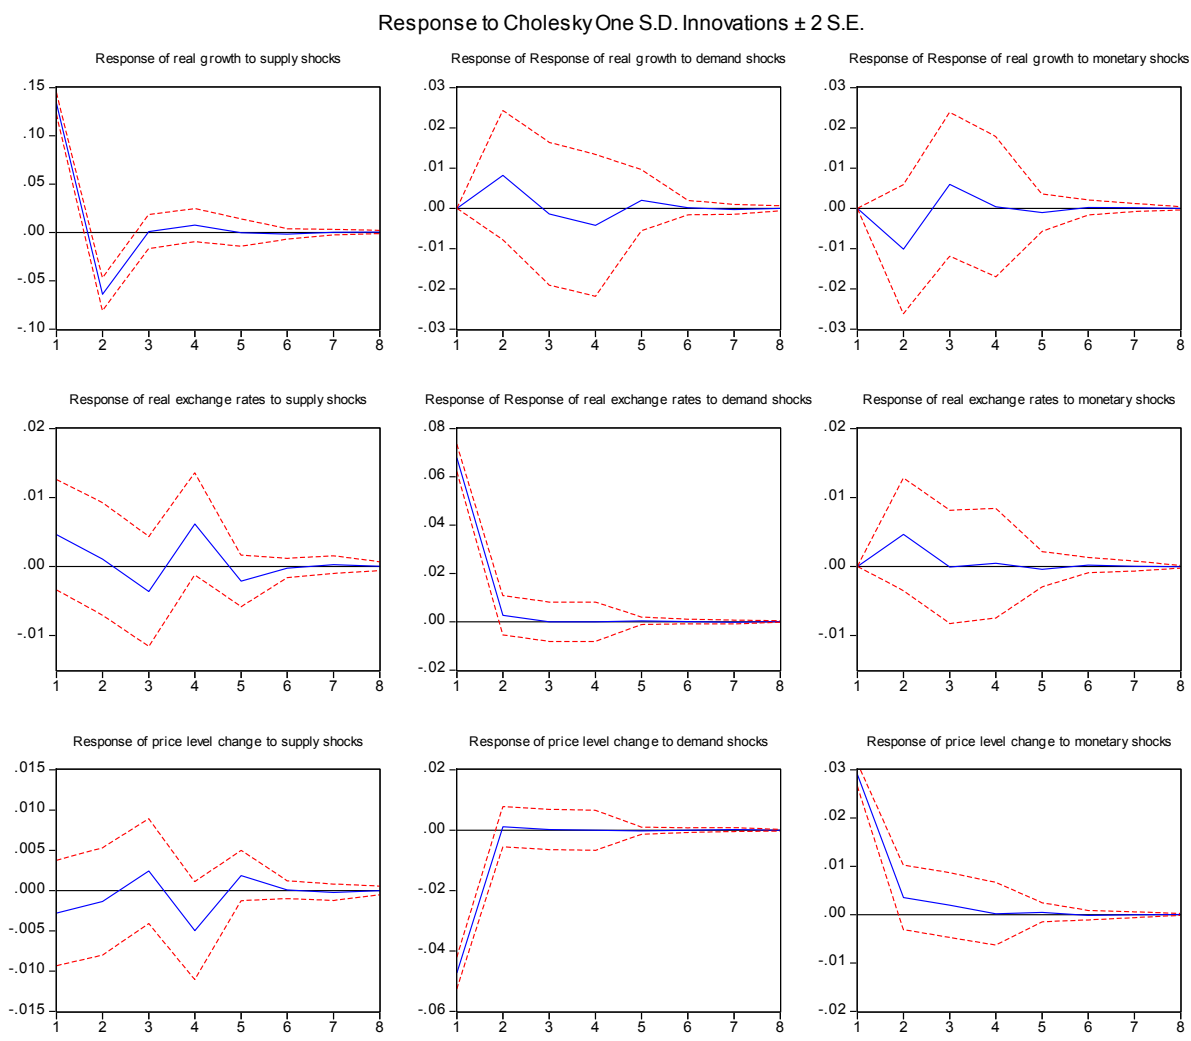 Response to Cholesky One S.D. Innovations ± 2 S.E.
Response of real growth to supply shocks
.15
.10
.05
.00
-.05
-.10
1 2 3 4 5 6 7 8
Response of Response of real growth to demand shocks
.03
.02
.01
.00
-.01
-.02
-.03
1 2 3 4 5 6 7 8
Response of Response of real growth to monetary shocks
.03
.02
.01
.00
-.01
-.02
-.03
1 2 3 4 5 6 7 8
Response of real exchange rates to supply shocks
.02
.01
.00
-.01
1 2 3 4 5 6 7 8
Response of Response of real exchange rates to demand shocks
.08
.06
.04
.02
.00
-.02
1 2 3 4 5 6 7 8
Response of real exchange rates to monetary shocks
.02
.01
.00
-.01
1 2 3 4 5 6 7 8
Response of price level change to supply shocks
.015
.010
.005
.000
-.005
-.010
-.015
1 2 3 4 5 6 7 8
Response of price level change to demand shocks
.02
.00
-.02
-.04
-.06
1 2 3 4 5 6 7 8
Response of price level change to monetary shocks
.03
.02
.01
.00
-.01
-.02
1 2 3 4 5 6 7 8